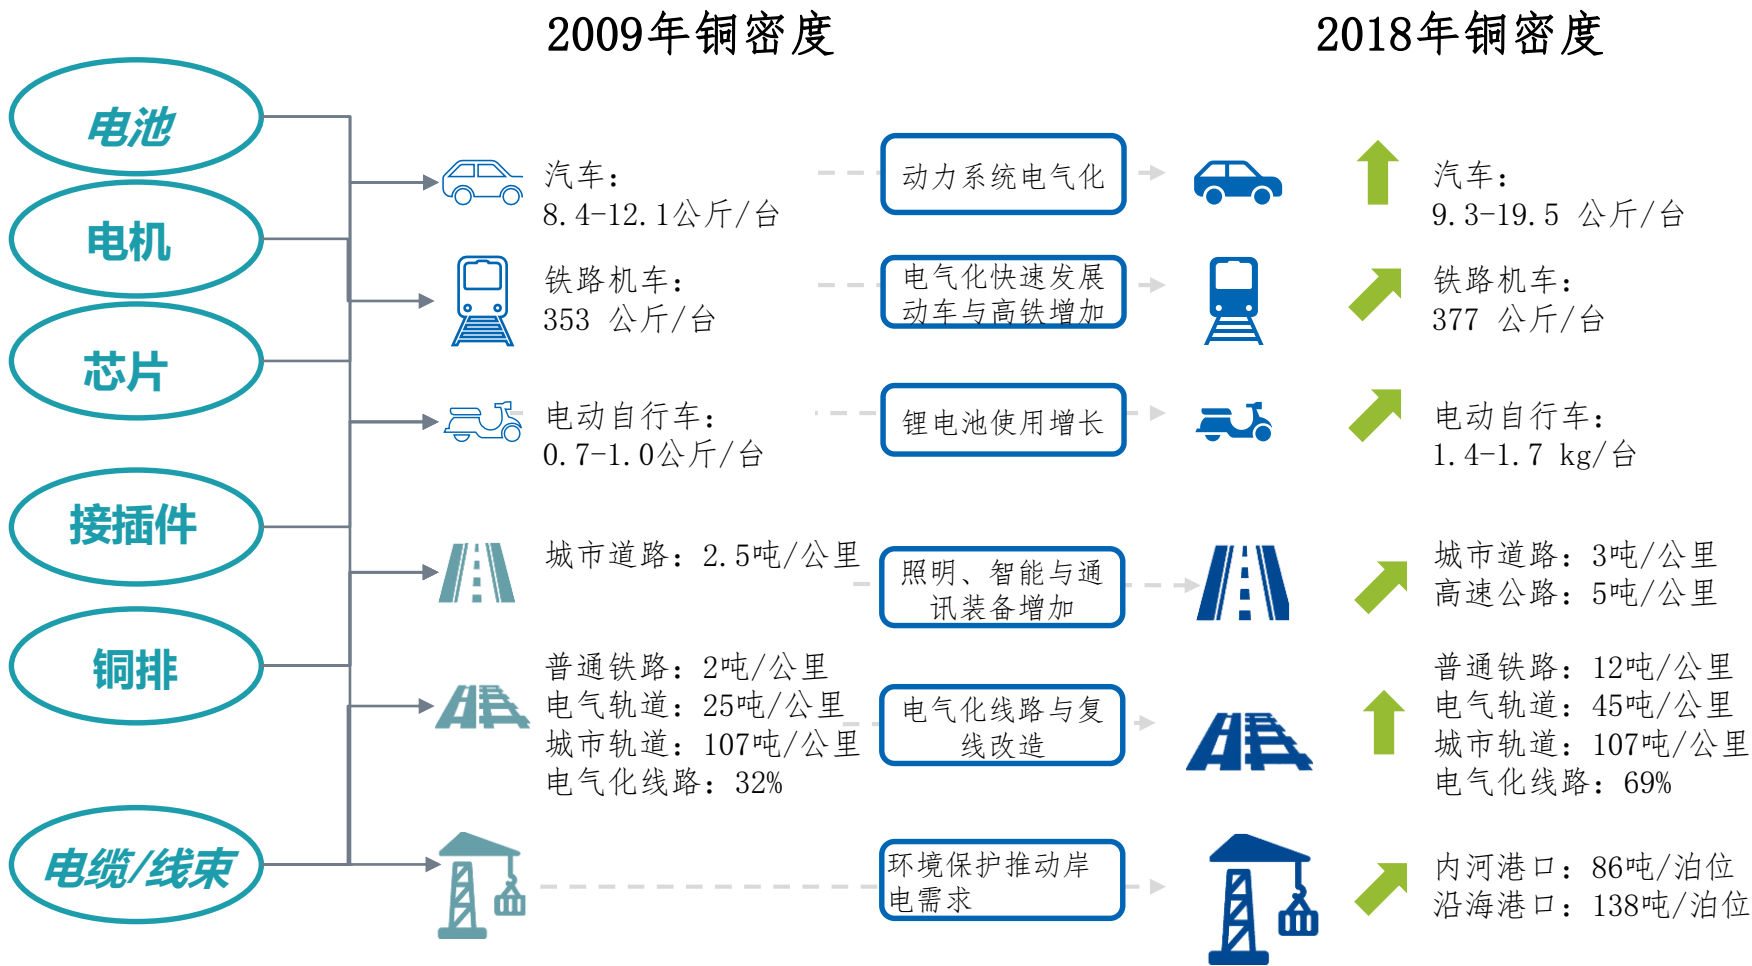 2009年铜密度
2018年铜密度
电池
电机
芯片
接插件
铜排
电缆/线束
汽车：
8.4-12.1公斤/台
动力系统电气化
汽车：
9.3-19.5 公斤/台
铁路机车：
353 公斤/台
电气化快速发展
动车与高铁增加
铁路机车：
377 公斤/台
电动自行车：
0.7-1.0公斤/台
锂电池使用增长
电动自行车：
1.4-1.7 kg/台
城市道路：2.5吨/公里
照明、智能与通
讯装备增加
城市道路：3吨/公里
高速公路：5吨/公里
普通铁路：2吨/公里
电气轨道：25吨/公里
城市轨道：107吨/公里
电气化线路：32%
电气化线路与复
线改造
普通铁路：12吨/公里
电气轨道：45吨/公里
城市轨道：107吨/公里
电气化线路：69%
环境保护推动岸
电需求
内河港口：86吨/泊位
沿海港口：138吨/泊位